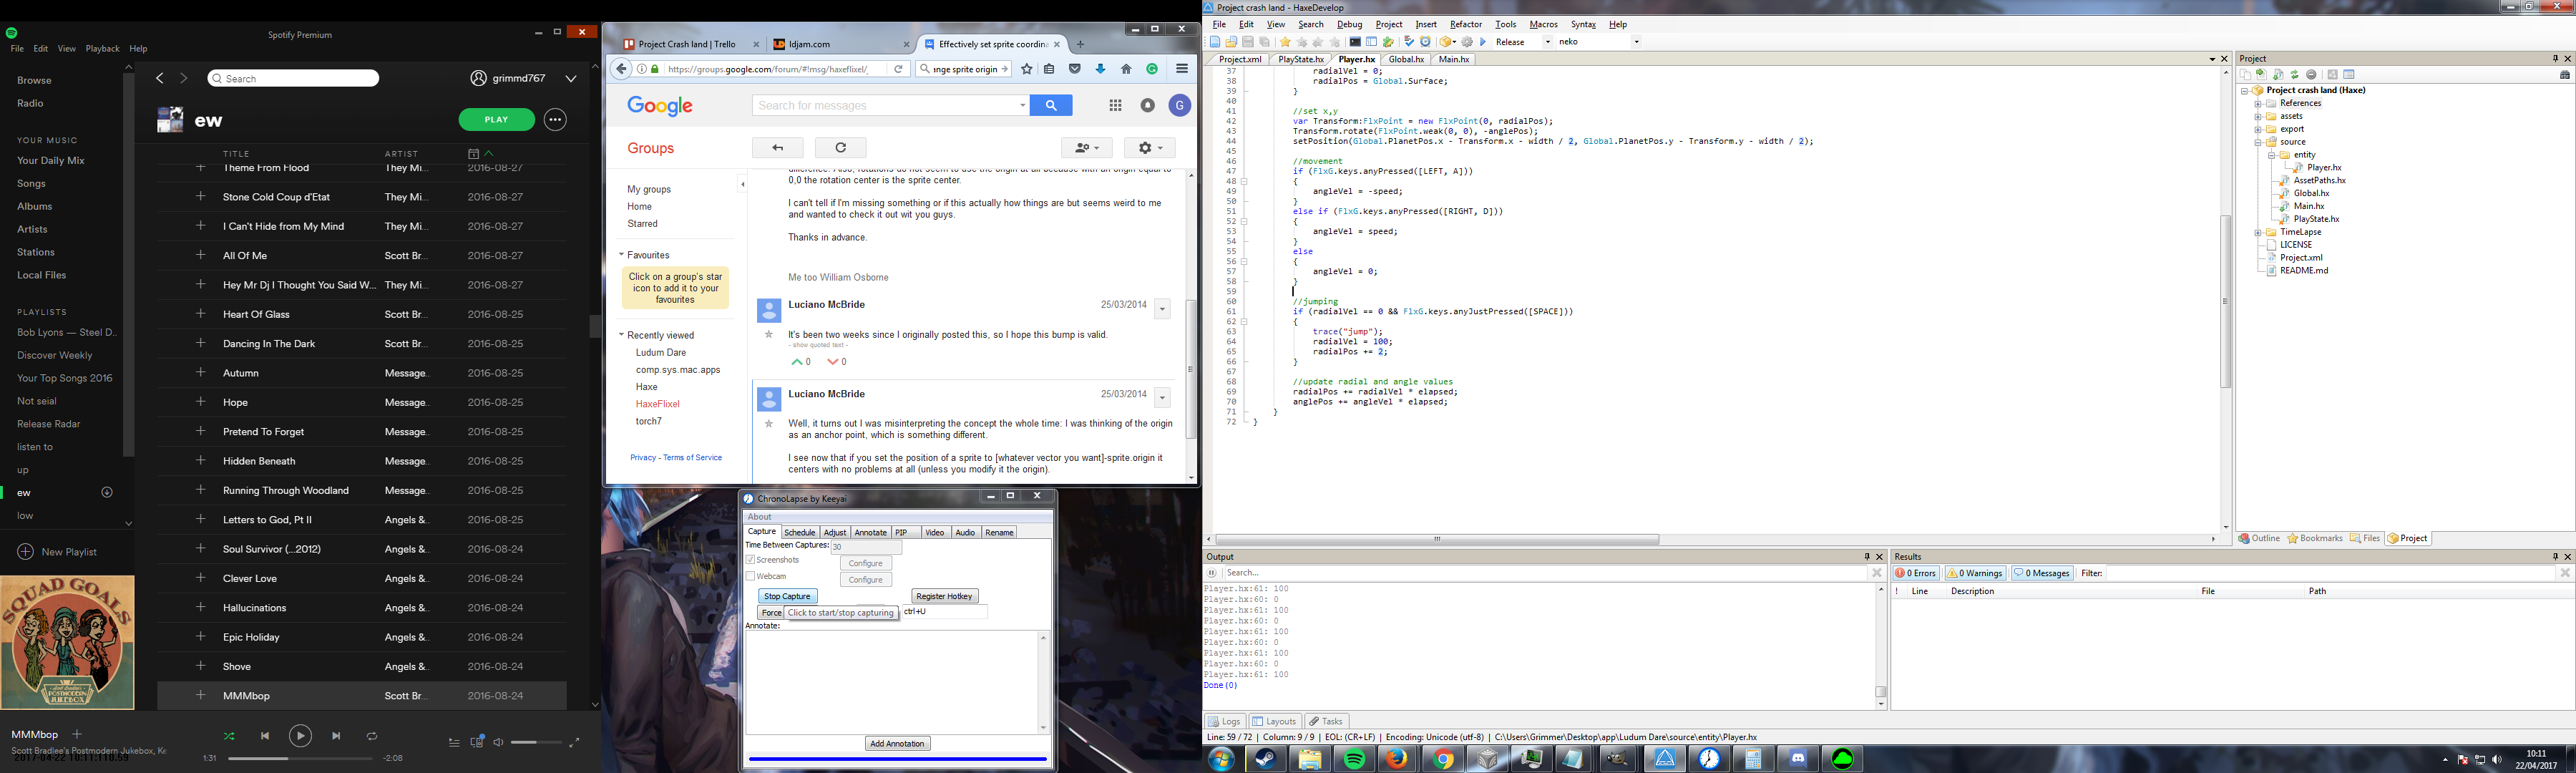 Spotify Premium
File Edit View Playback Help
Browse
Radio
YOUR MUSIC
Your Daily Mix
Songs
Albums
Artists
Stations
Local Files
PLAYLISTS
Bob Lyons — Steel D..
Discover Weekly
Your Top Songs 2016
Not seial
Release Radar
listen to
up
ew
low
New Playlist
SQUAD GOALS
POSTMODERN
JUKEBOX
Search
grimmd767
ew
PLAY
TITLE ARTIST
Theme From Flood They Mi... 2016-08-27
Stone Cold Coup d'Etat They Mi... 2016-08-27
I Can't Hide from My Mind They Mi... 2016-08-27
All Of Me Scott Br... 2016-08-27
Hey Mr Dj I Thought You Said W... They Mi... 2016-08-27
Heart Of Glass Scott Br... 2016-08-25
Dancing In The Dark Scott Br... 2016-08-25
Autumn Message... 2016-08-25
Hope Message... 2016-08-25
Pretend To Forget Message... 2016-08-25
Hidden Beneath Message... 2016-08-25
Running Through Woodland Message... 2016-08-25
Letters to God, Pt II Angels &... 2016-08-25
Soul Survivor (...2012) Angels &... 2016-08-25
Clever Love Angels &... 2016-08-24
Hallucinations Angels &... 2016-08-24
Epic Holiday Angels &... 2016-08-24
Shove Angels &... 2016-08-24
MMMbop Scott Br... 2016-08-24
MMMbop
Scott Bradlee's Postmodern Jukebox, Ke
2017-04-22 10:11:10.59
1:31 -2:08
Project Crash land | Trello
ldjam.com
Effectively set sprite coordina
https://groups.google.com/forum/#!msg/haxeflixel/
inge sprite origin
Google
Search for messages
G
Groups
My groups
Home
Starred
Favourites
Click on a group's star
icon to add it to your
favourites
Recently viewed
Ludum Dare
comp.sys.mac.apps
Haxe
HaxeFlixel
torch7
Privacy - Terms of Service
difference. Also, rotations do not seem to use the origin at all because with an origin equal to
0,0 the rotation center is the sprite center.
I can't tell if I'm missing something or if this actually how things are but seems weird to me
and wanted to check it out wit you guys.
Thanks in advance.
Me too William Osborne
Luciano McBride 25/03/2014
It's been two weeks since I originally posted this, so I hope this bump is valid.
- show quoted text -
0 0
Luciano McBride 25/03/2014
Well, it turns out I was misinterpreting the concept the whole time: I was thinking of the origin
as an anchor point, which is something different.
I see now that if you set the position of a sprite to [whatever vector you want]-sprite.origin it
centers with no problems at all (unless you modify it the origin).
ChronoLapse by Keeyai
About
Capture Schedule Adjust Annotate PIP Video Audio Rename
Time Between Captures: 30
Screenshots Configure
Webcam Configure
Stop Capture Register Hotkey
Force Click to start/stop capturing ctrl+U
Annotate:
Add Annotation
Project crash land - HaxeDevelop
File Edit View Search Debug Project Insert Refactor Tools Macros Syntax Help
Release neko
Project.xml PlayState.hx Player.hx Global.hx Main.hx
37 radialVel = 0;
38 radialPos = Global.Surface;
39 }
40
41 //set x,y
42 var Transform:FlxPoint = new FlxPoint(0, radialPos);
43 Transform.rotate(FlxPoint.weak(0, 0), -anglePos);
44 setPosition(Global.PlanetPos.x - Transform.x - width / 2, Global.PlanetPos.y - Transform.y - width / 2);
45
46 //movement
47 if (FlxG.keys.anyPressed([LEFT, A]))
48 {
49 angleVel = -speed;
50 }
51 else if (FlxG.keys.anyPressed([RIGHT, D]))
52 {
53 angleVel = speed;
54 }
55 else
56 {
57 angleVel = 0;
58 }
59
60 //jumping
61 if (radialVel == 0 && FlxG.keys.anyJustPressed([SPACE]))
62 {
63 trace("jump");
64 radialVel = 100;
65 radialPos += 2;
66 }
67
68 //update radial and angle values
69 radialPos += radialVel * elapsed;
70 anglePos += angleVel * elapsed;
71 }
72 }
Project
Project crash land (Haxe)
References
assets
export
source
entity
Player.hx
AssetPaths.hx
Global.hx
Main.hx
PlayState.hx
TimeLapse
LICENSE
Project.xml
README.md
Outline Bookmarks Files Project
Output
Search...
Player.hx:61: 100
Player.hx:60: 0
Player.hx:61: 100
Player.hx:60: 0
Player.hx:61: 100
Player.hx:60: 0
Player.hx:61: 100
Player.hx:60: 0
Player.hx:61: 100
Done(0)
Logs Layouts Tasks
Results
0 Errors 0 Warnings 0 Messages Filter:
! Line Description File Path
Line: 59 / 72 | Column: 9 / 9 | EOL: (CR+LF) | Encoding: Unicode (utf-8) | C:\Users\Grimmer\Desktop\app\Ludum Dare\source\entity\Player.hx
10:11
22/04/2017